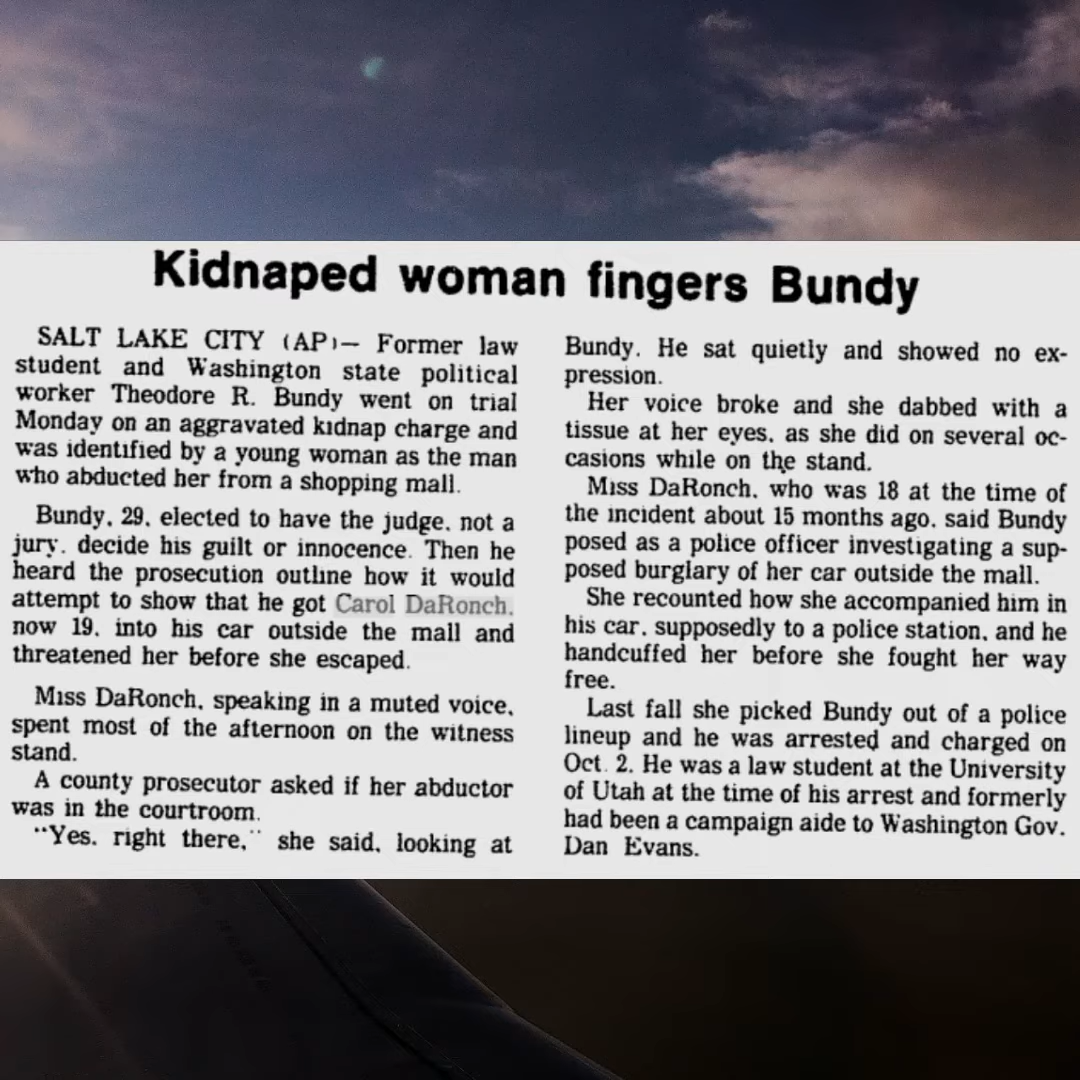 Kidnaped woman fingers Bundy
SALT LAKE CITY (AP)— Former law
student and Washington state political
worker Theodore R. Bundy went on trial
Monday on an aggravated kidnap charge and
was identified by a young woman as the man
who abducted her from a shopping mall.
Bundy, 29, elected to have the judge, not a
jury, decide his guilt or innocence. Then he
heard the prosecution outline how it would
attempt to show that he got Carol DaRonch,
now 19, into his car outside the mall and
threatened her before she escaped.
Miss DaRonch, speaking in a muted voice,
spent most of the afternoon on the witness
stand.
A county prosecutor asked if her abductor
was in the courtroom.
"Yes, right there," she said, looking at
Bundy. He sat quietly and showed no ex-
pression.
Her voice broke and she dabbed with a
tissue at her eyes, as she did on several oc-
casions while on the stand.
Miss DaRonch, who was 18 at the time of
the incident about 15 months ago, said Bundy
posed as a police officer investigating a sup-
posed burglary of her car outside the mall.
She recounted how she accompanied him in
his car, supposedly to a police station, and he
handcuffed her before she fought her way
free.
Last fall she picked Bundy out of a police
lineup and he was arrested and charged on
Oct. 2. He was a law student at the University
of Utah at the time of his arrest and formerly
had been a campaign aide to Washington Gov.
Dan Evans.